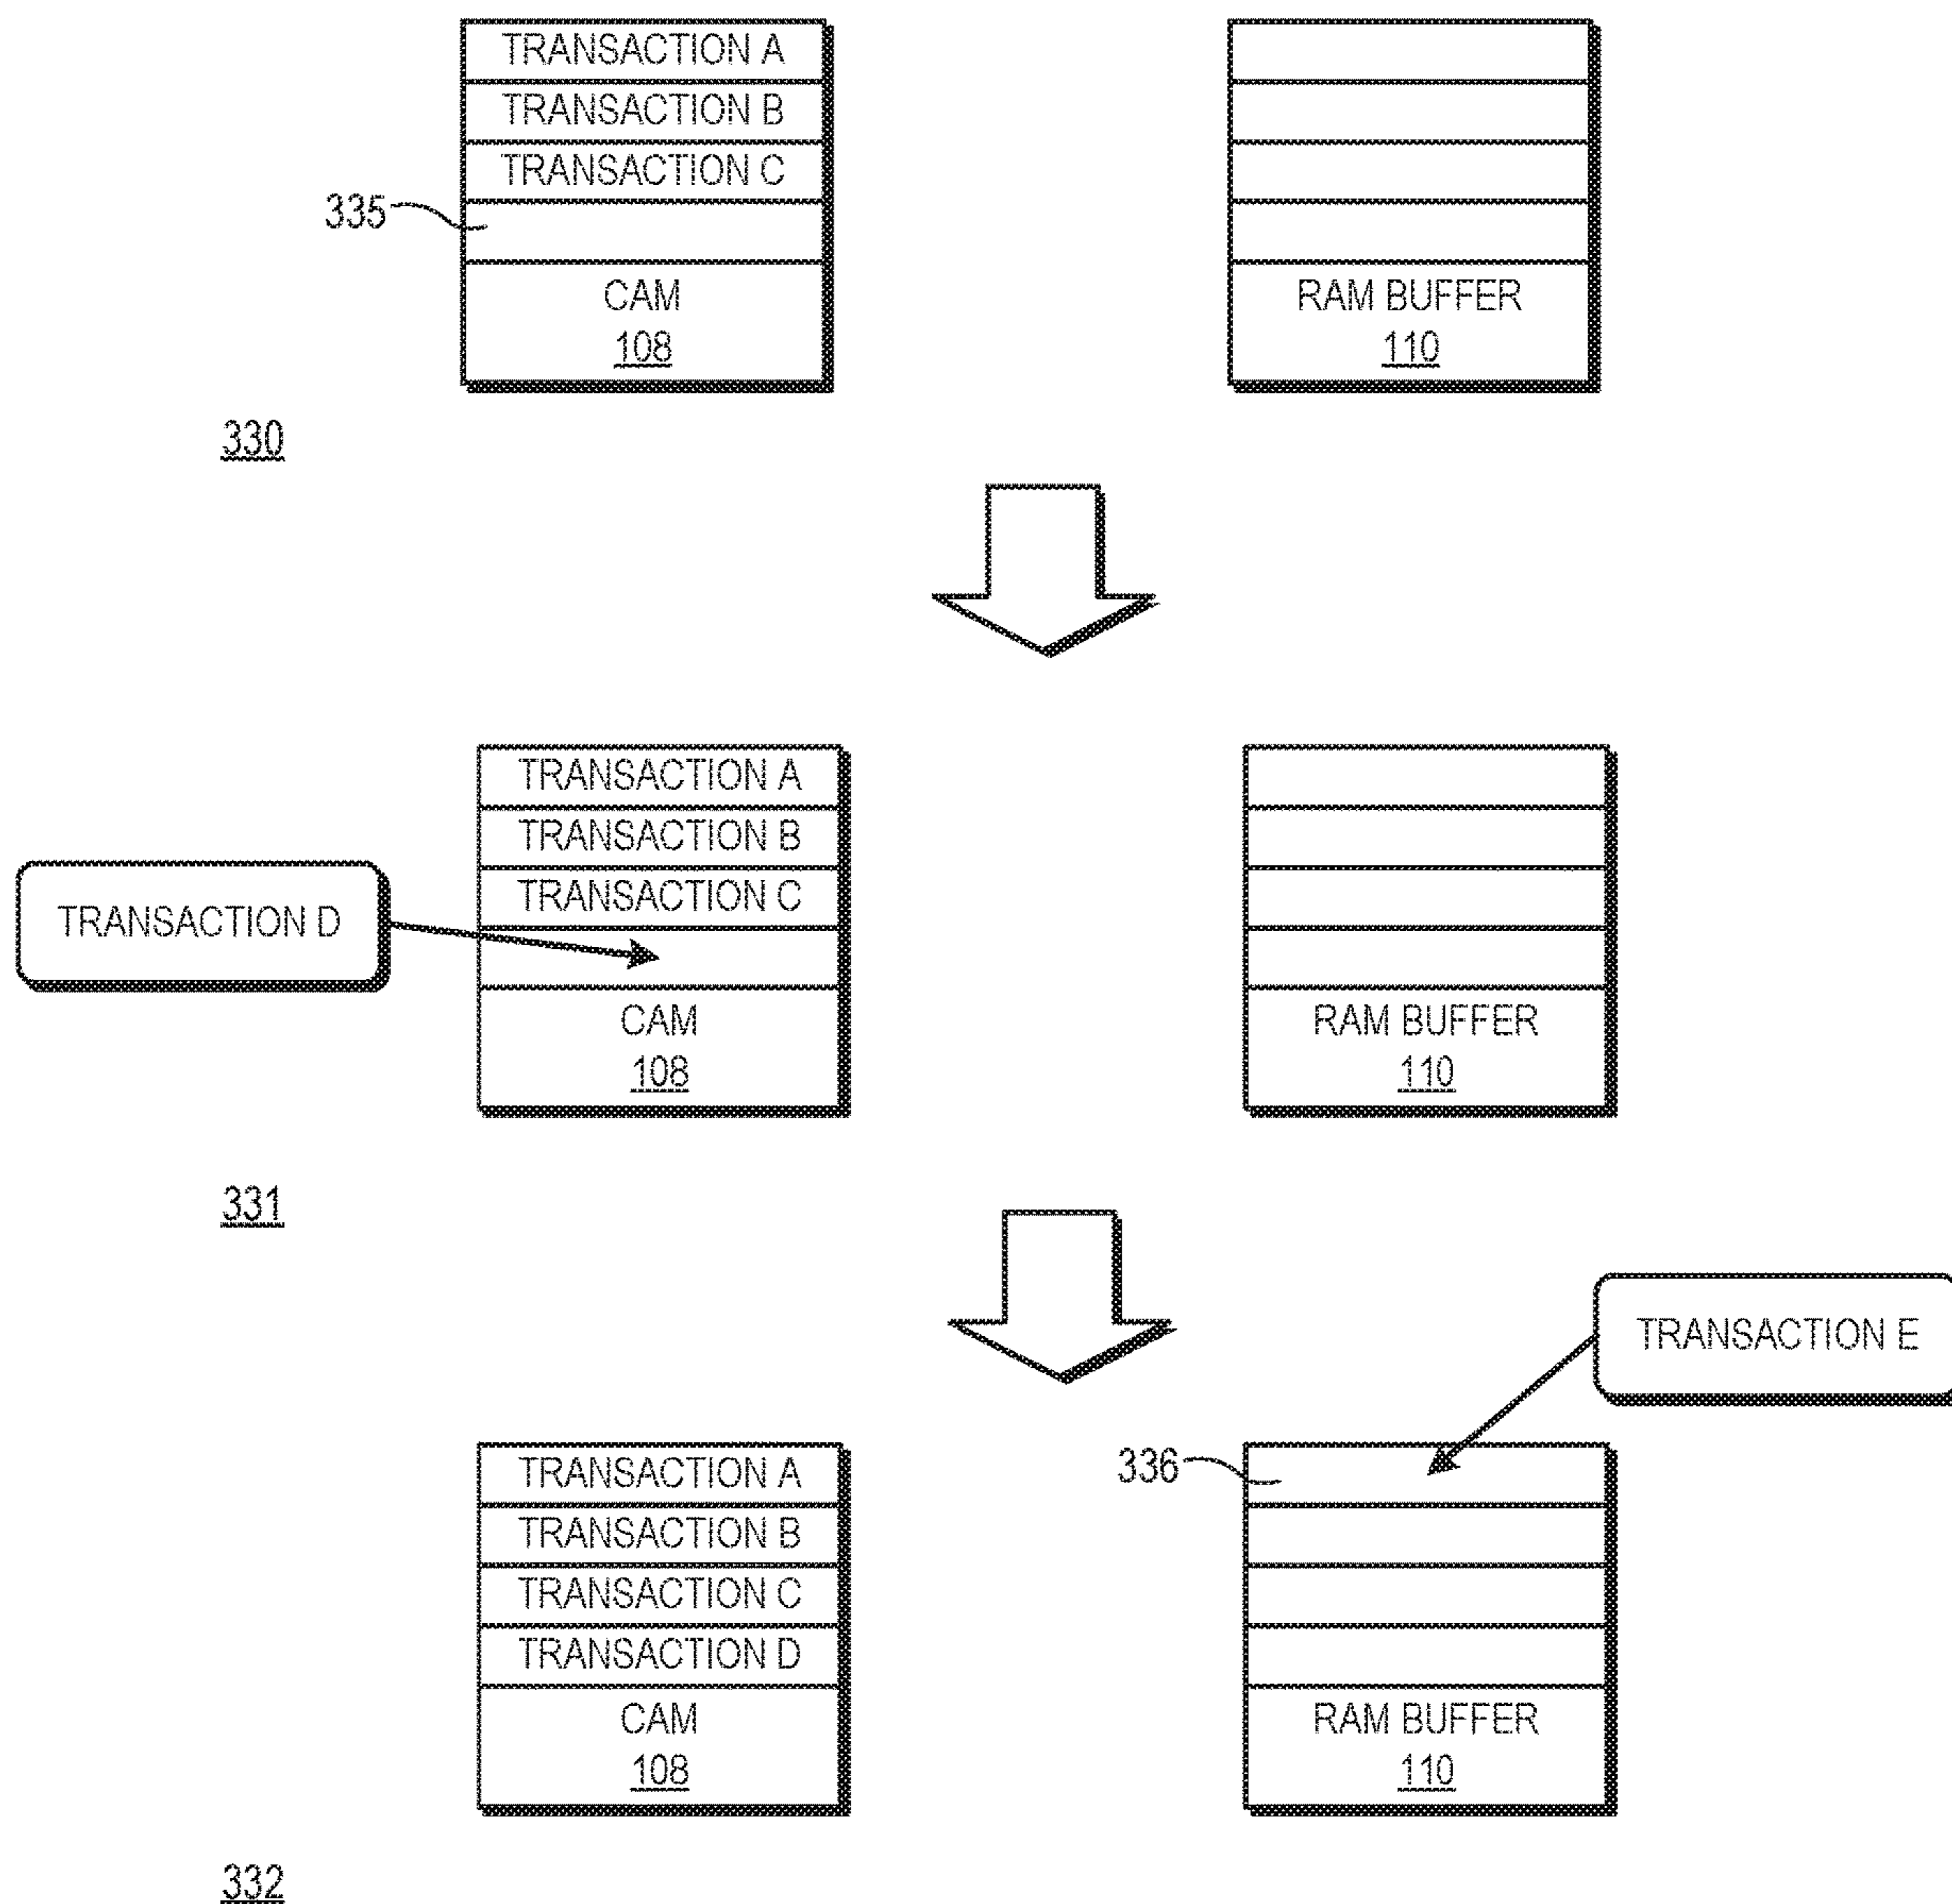 TRANSACTION A
TRANSACTION B
TRANSACTION C
335
CAM
108
RAM BUFFER
110
330
TRANSACTION A
TRANSACTION B
TRANSACTION C
TRANSACTION D
CAM
108
RAM BUFFER
110
331
TRANSACTION E
TRANSACTION A
336
TRANSACTION B
TRANSACTION C
TRANSACTION D
CAM
108
RAM BUFFER
110
332